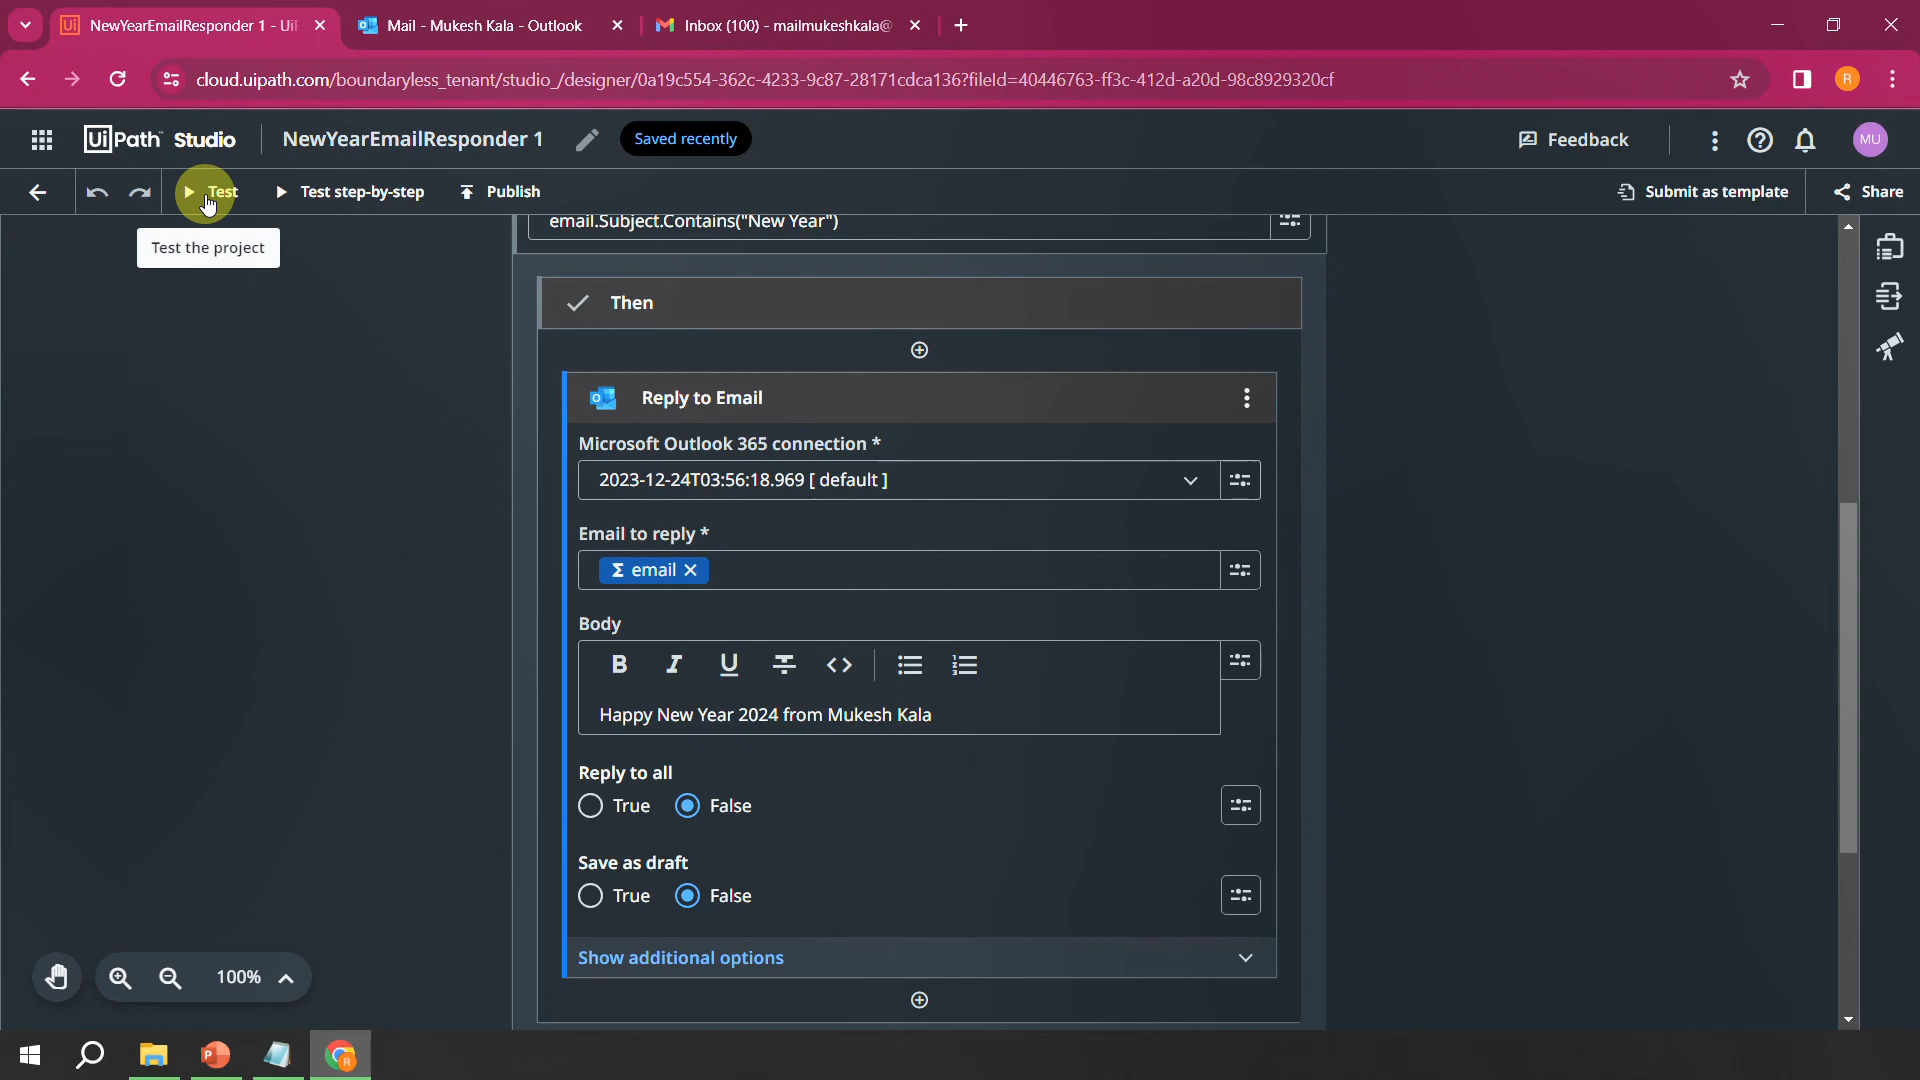 NewYearEmailResponder 1 - Ui
Mail - Mukesh Kala - Outlook
Inbox (100) - mailmukeshkala@
cloud.uipath.com/boundaryless_tenant/studio_/designer/0a19c554-362c-4233-9c87-28171cdca136?fileId=40446763-ff3c-412d-a20d-98c8929320cf
R
UiPath Studio
NewYearEmailResponder 1
Saved recently
Feedback
MU
Test
Test step-by-step
Publish
Submit as template
Share
Test the project
email.Subject.Contains("New Year")
Then
Reply to Email
Microsoft Outlook 365 connection *
2023-12-24T03:56:18.969 [ default ]
Email to reply *
Σ email
Body
Happy New Year 2024 from Mukesh Kala
Reply to all
True
False
Save as draft
True
False
Show additional options
100%